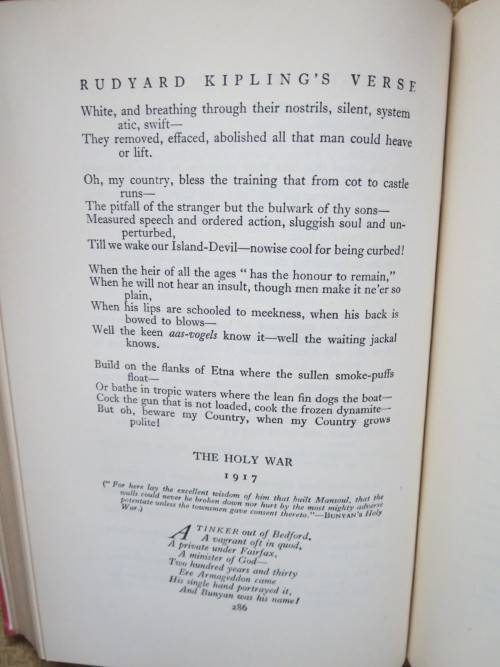 RUDYARD KIPLING'S VERSE
White, and breathing through their nostrils, silent, system
atic, swift—
They removed, effaced, abolished all that man could heave
or lift.
Oh, my country, bless the training that from cot to castle
runs—
The pitfall of the stranger but the bulwark of thy sons—
Measured speech and ordered action, sluggish soul and un-
perturbed,
Till we wake our Island-Devil—nowise cool for being curbed!
When the heir of all the ages "has the honour to remain,"
When he will not hear an insult, though men make it ne'er so
plain,
When his lips are schooled to meekness, when his back is
bowed to blows—
Well the keen aas-vogels know it—well the waiting jackal
knows.
Build on the flanks of Etna where the sullen smoke-puffs
float—
Or bathe in tropic waters where the lean fin dogs the boat—
Cock the gun that is not loaded, cook the frozen dynamite—
But oh, beware my Country, when my Country grows
polite!
THE HOLY WAR
1917
("For here lay the excellent wisdom of him that built Mansoul, that the
walls could never be broken down nor hurt by the most mighty adverse
potentate unless the townsmen gave consent thereto."—BUNYAN'S Holy
War.)
A TINKER out of Bedford,
A vagrant oft in quod,
A private under Fairfax,
A minister of God—
Two hundred years and thirty
Ere Armageddon came
His single hand portrayed it,
And Bunyan was his name!
286